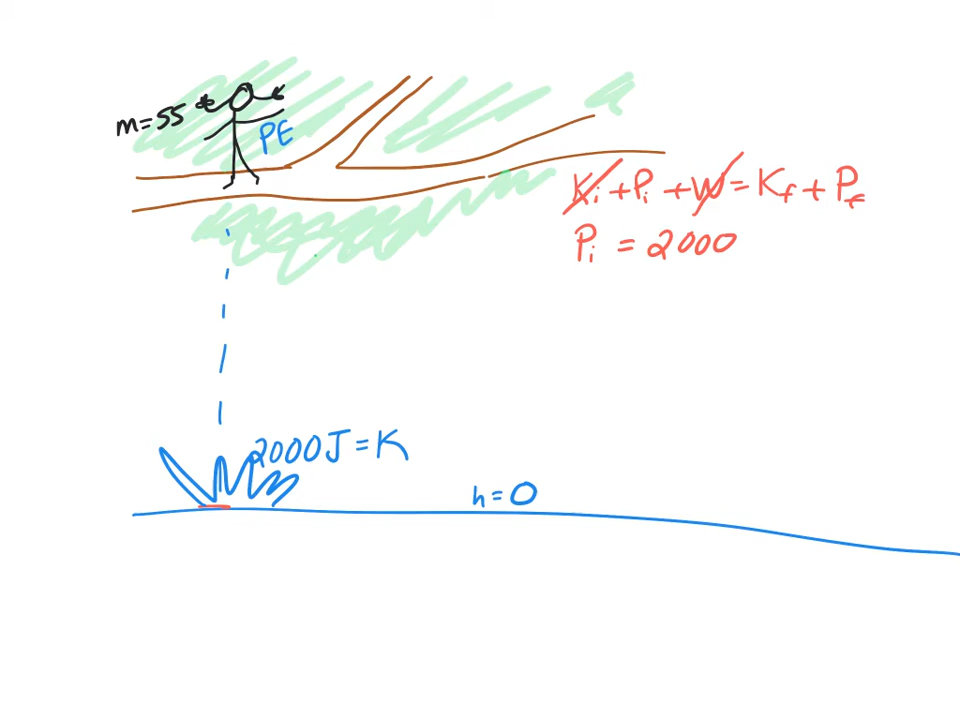 m=55
PE
Ki + Pi + W = Kf + Pf
Pi = 2000
2000J = K
h = 0